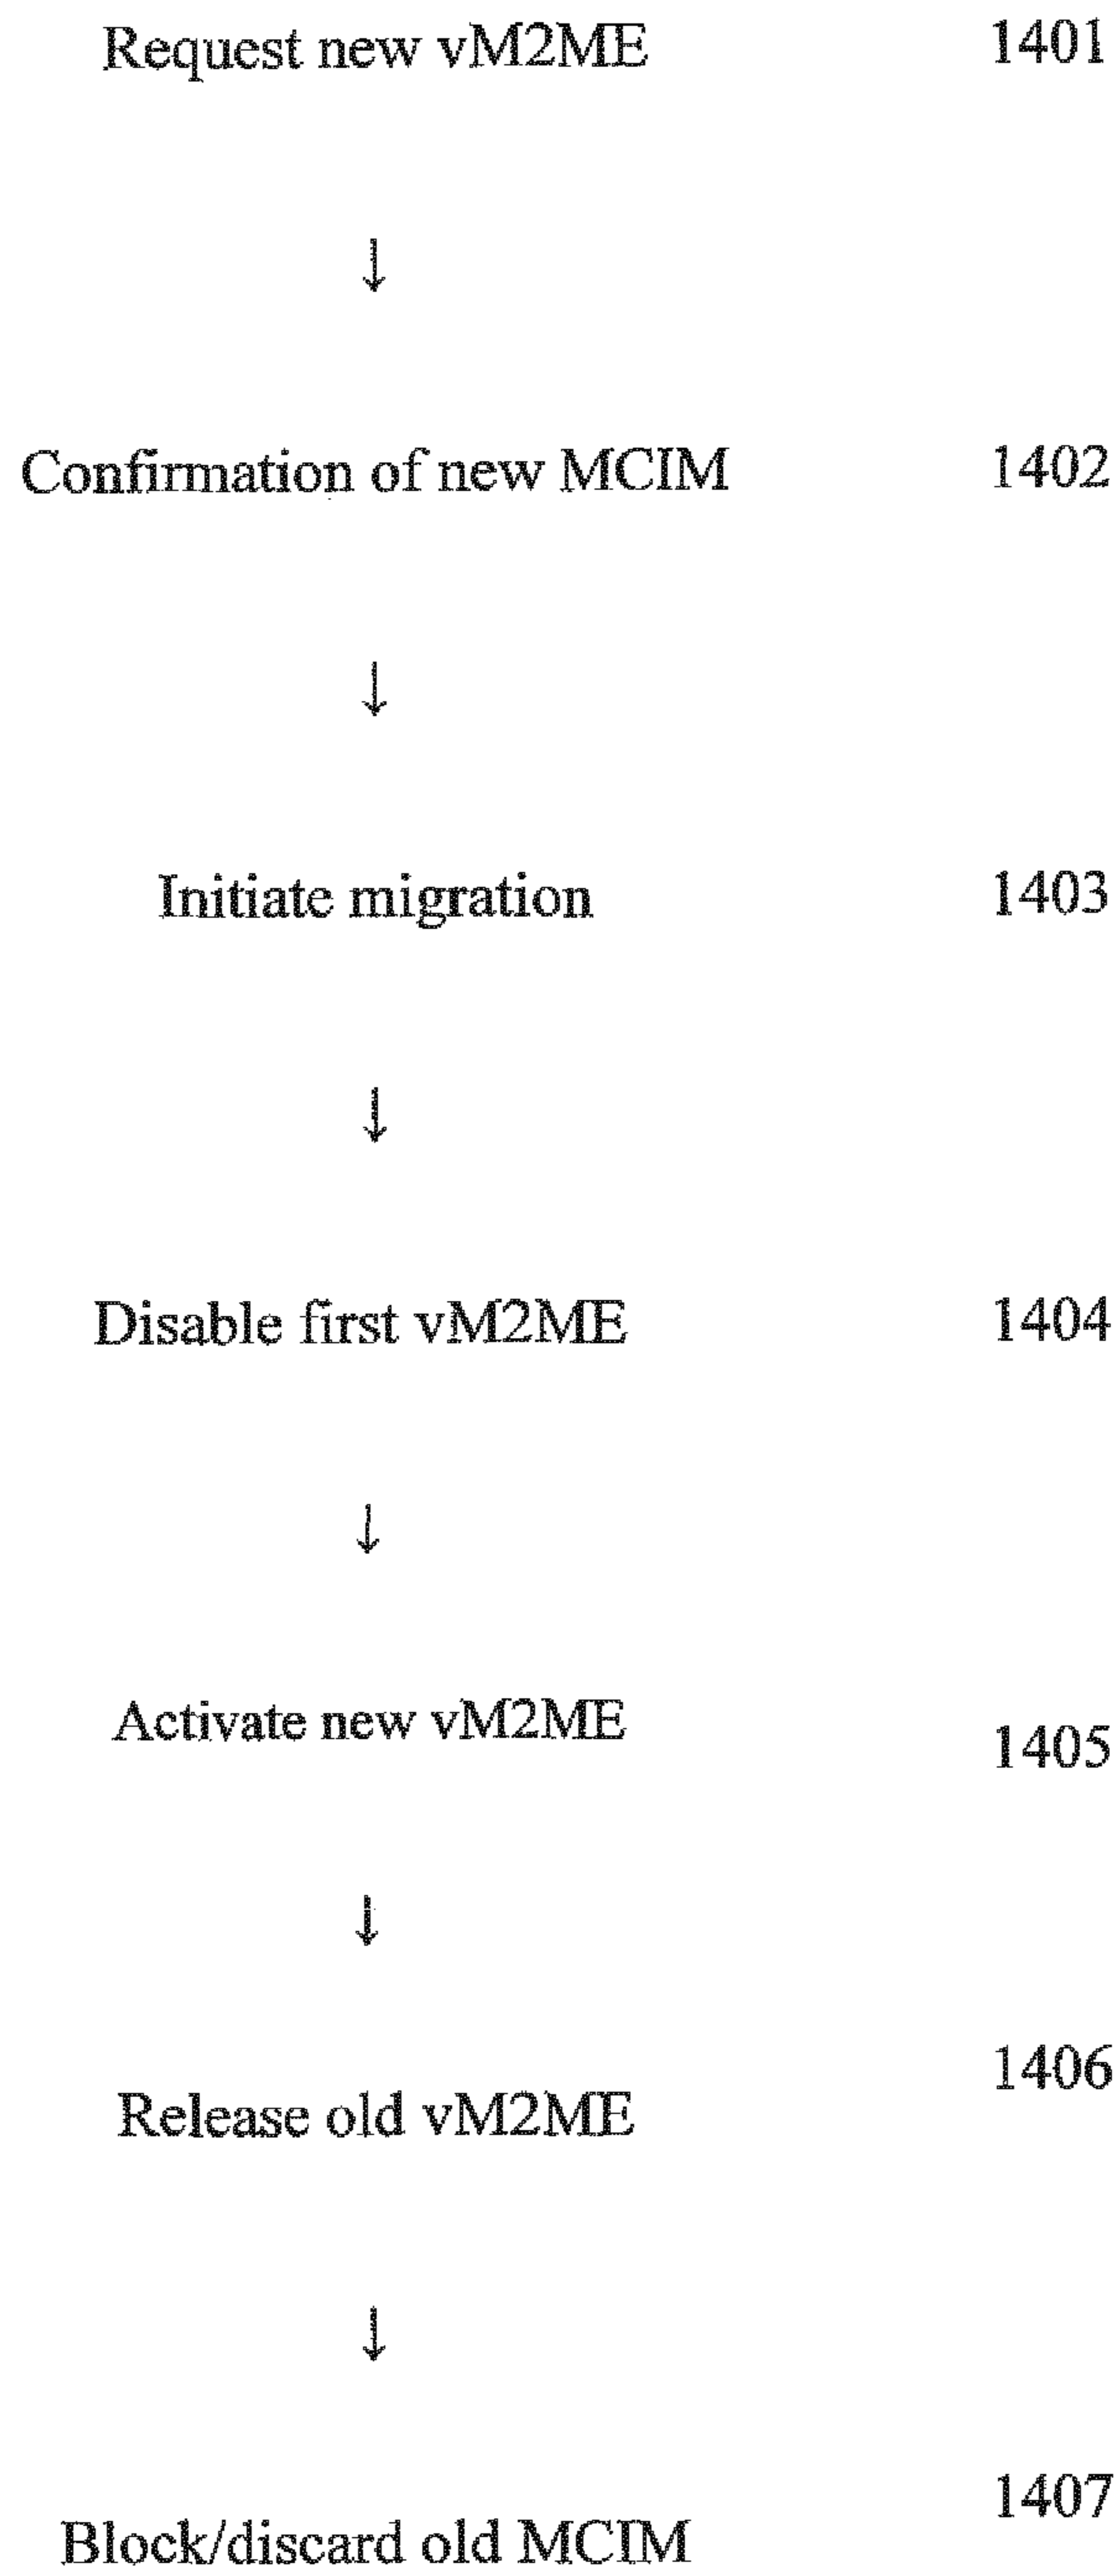 Request new vM2ME 1401
↓
Confirmation of new MCIM 1402
↓
Initiate migration 1403
↓
Disable first vM2ME 1404
↓
Activate new vM2ME 1405
↓
Release old vM2ME 1406
↓
Block/discard old MCIM 1407